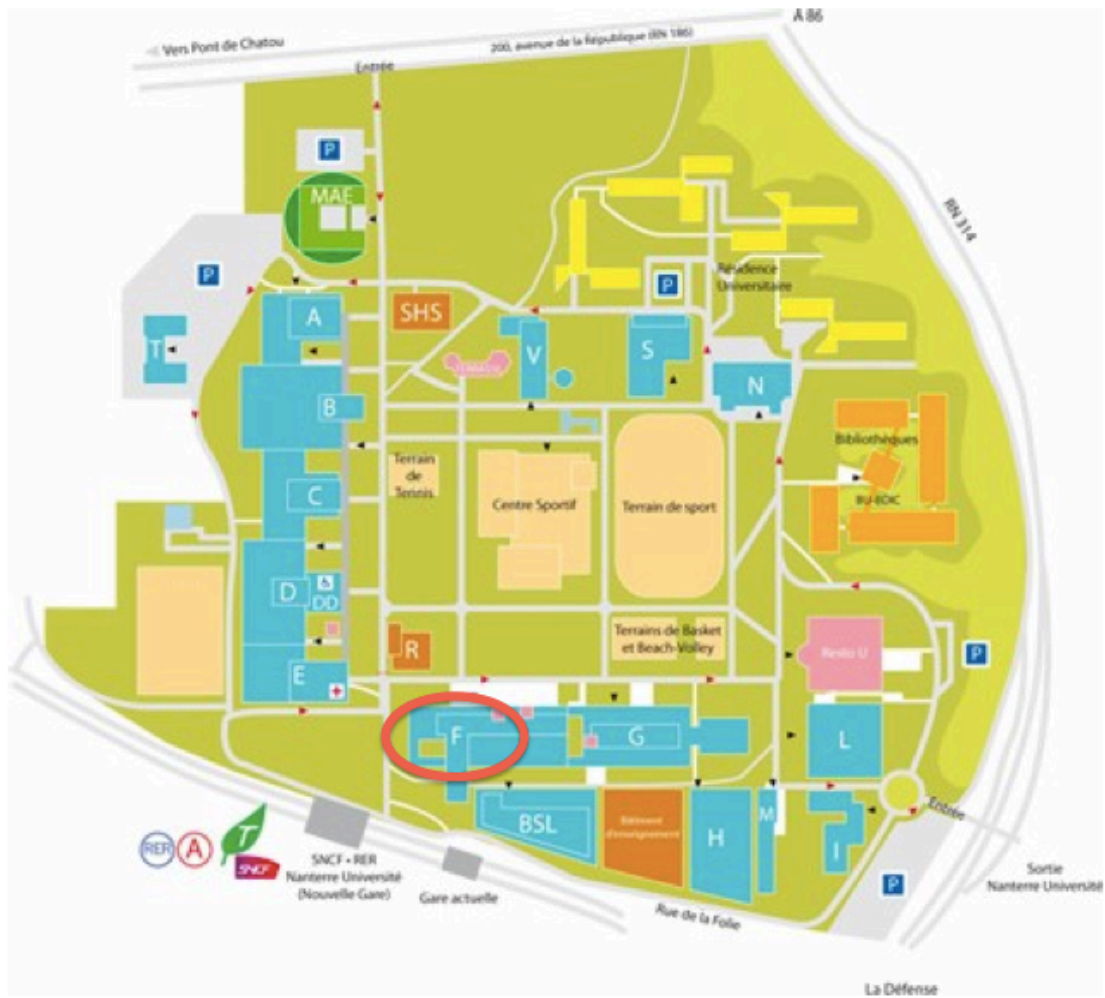 A 86
Vers Pont de Chatou
200, avenue de la République (RN 186)
Entrée
P
MAE
RN 314
P
Résidence
Universitaire
P
A
SHS
T
V
S
N
B
Bibliothèques
Terrain
de
Tennis
C
Centre Sportif
Terrain de sport
BU-BDIC
D
DD
R
Terrains de Basket
et Beach-Volley
Resto U
P
E
F
G
L
BSL
Bâtiment
d'enseignement
H
M
I
Entrée
RER
A
T
SNCF
SNCF • RER
Nanterre Université
(Nouvelle Gare)
Gare actuelle
P
Sortie
Nanterre Université
Rue de la Folie
La Défense